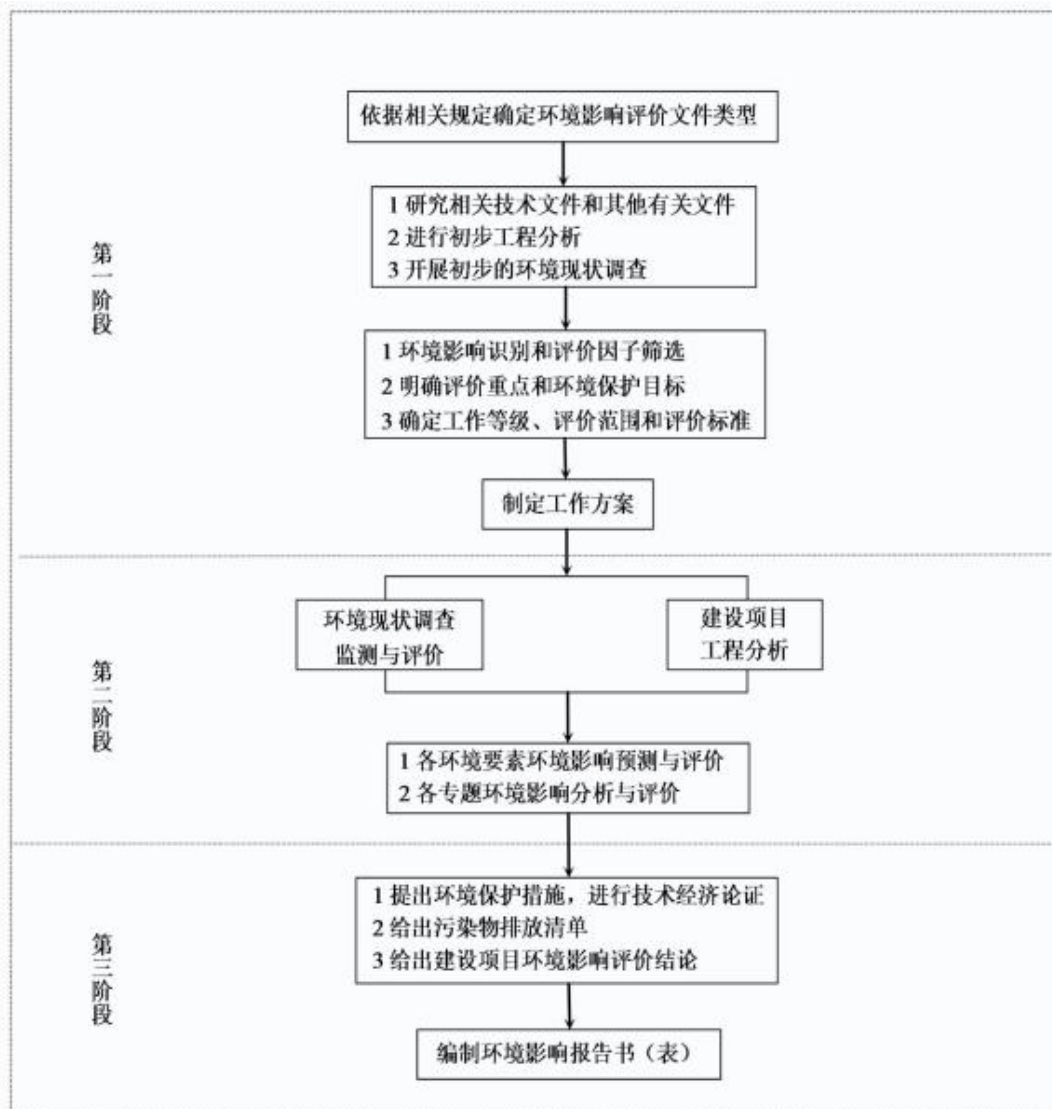 依据相关规定确定环境影响评价文件类型
1 研究相关技术文件和其他有关文件
2 进行初步工程分析
3 开展初步的环境现状调查
第一阶段
1 环境影响识别和评价因子筛选
2 明确评价重点和环境保护目标
3 确定工作等级、评价范围和评价标准
制定工作方案
环境现状调查
监测与评价
建设项目
工程分析
第二阶段
1 各环境要素环境影响预测与评价
2 各专题环境影响分析与评价
1 提出环境保护措施，进行技术经济论证
2 给出污染物排放清单
3 给出建设项目环境影响评价结论
第三阶段
编制环境影响报告书（表）